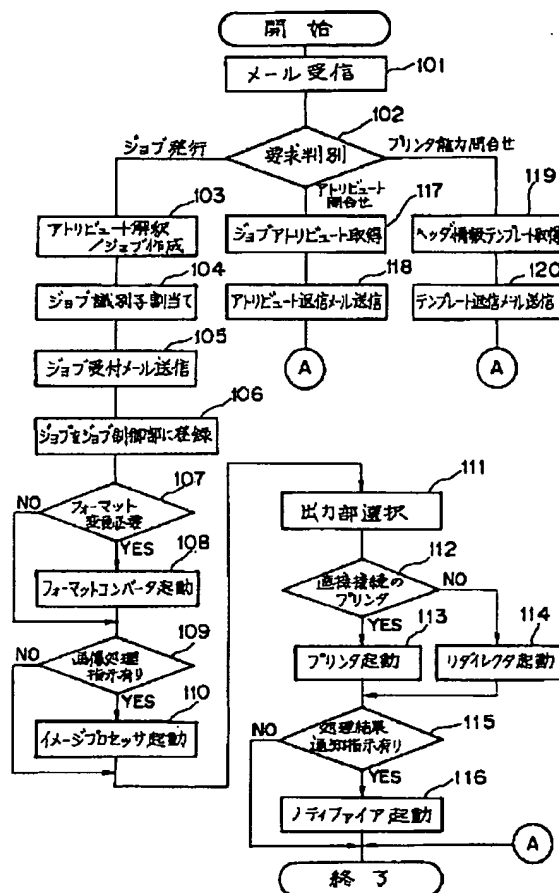 開始
メール受信
101
102
要求判別
ジョブ発行
アトリビュート
問合せ
プリンタ能力問合せ
103
アトリビュート解釈
/ジョブ作成
117
ジョブアトリビュート取得
119
ヘッダ情報テンプレート取得
104
ジョブ識別子割当て
118
アトリビュート返信メール送信
120
テンプレート返信メール送信
105
ジョブ受付メール送信
A
A
106
ジョブをジョブ制御部に登録
107
フォーマット
変換必要
NO
YES
108
フォーマットコンバータ起動
109
画像処理
指示有り
NO
YES
110
イメージプロセッサ起動
111
出力部選択
112
直接接続の
プリンタ
NO
YES
113
プリンタ起動
114
リダイレクタ起動
115
処理結果
通知指示有り
NO
YES
116
ノティファイア起動
A
終了